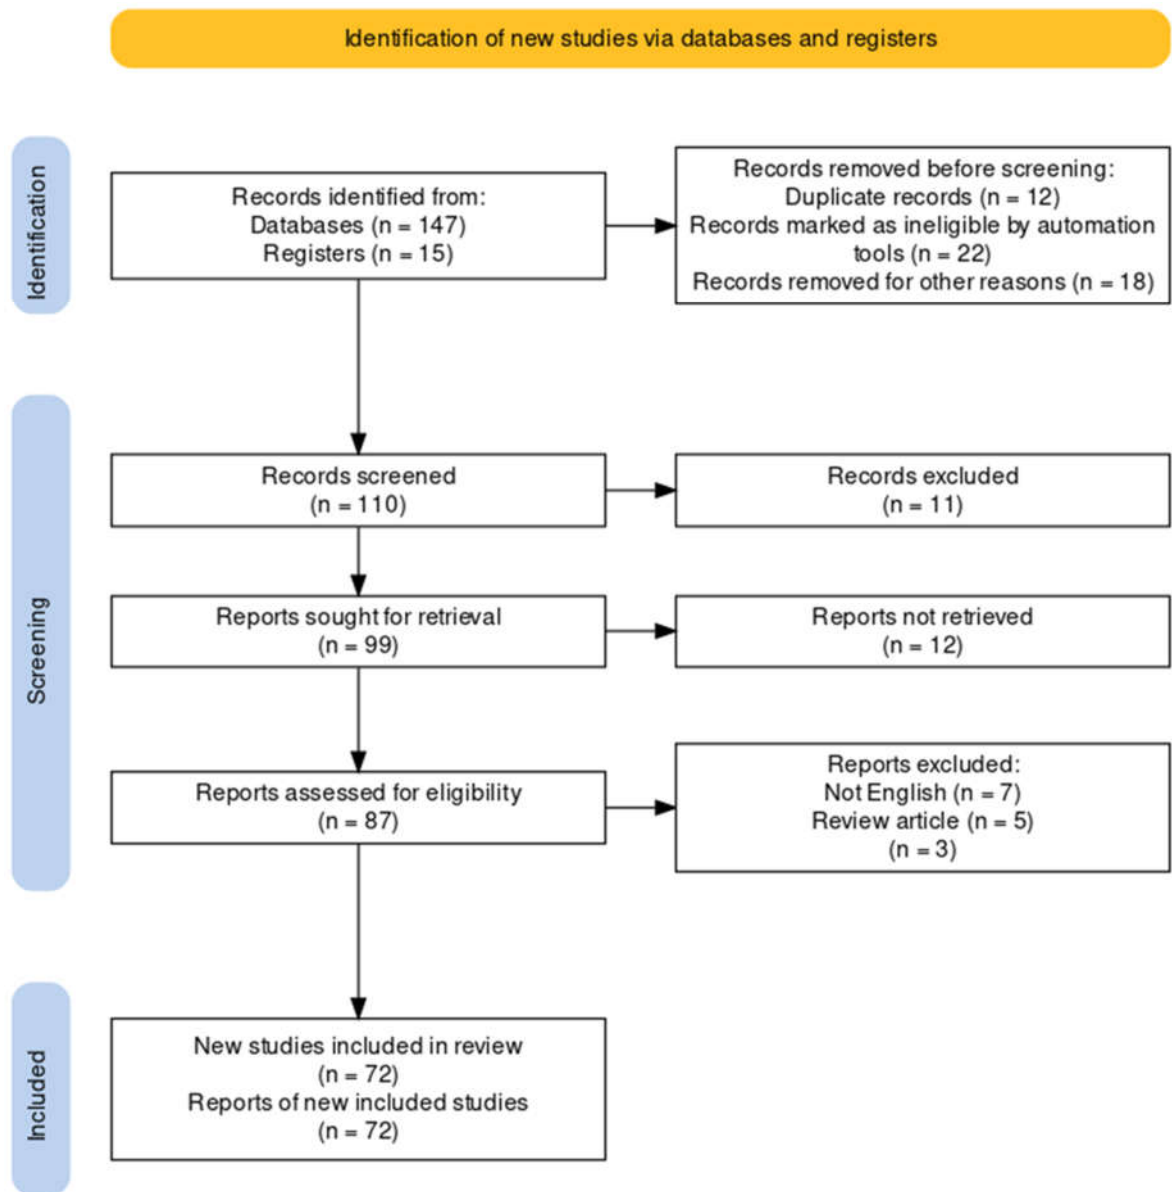 Identification of new studies via databases and registers
Identification
Records identified from:
Databases (n = 147)
Registers (n = 15)
Records removed before screening:
Duplicate records (n = 12)
Records marked as ineligible by automation
tools (n = 22)
Records removed for other reasons (n = 18)
Screening
Records screened
(n = 110)
Records excluded
(n = 11)
Reports sought for retrieval
(n = 99)
Reports not retrieved
(n = 12)
Reports assessed for eligibility
(n = 87)
Reports excluded:
Not English (n = 7)
Review article (n = 5)
(n = 3)
Included
New studies included in review
(n = 72)
Reports of new included studies
(n = 72)